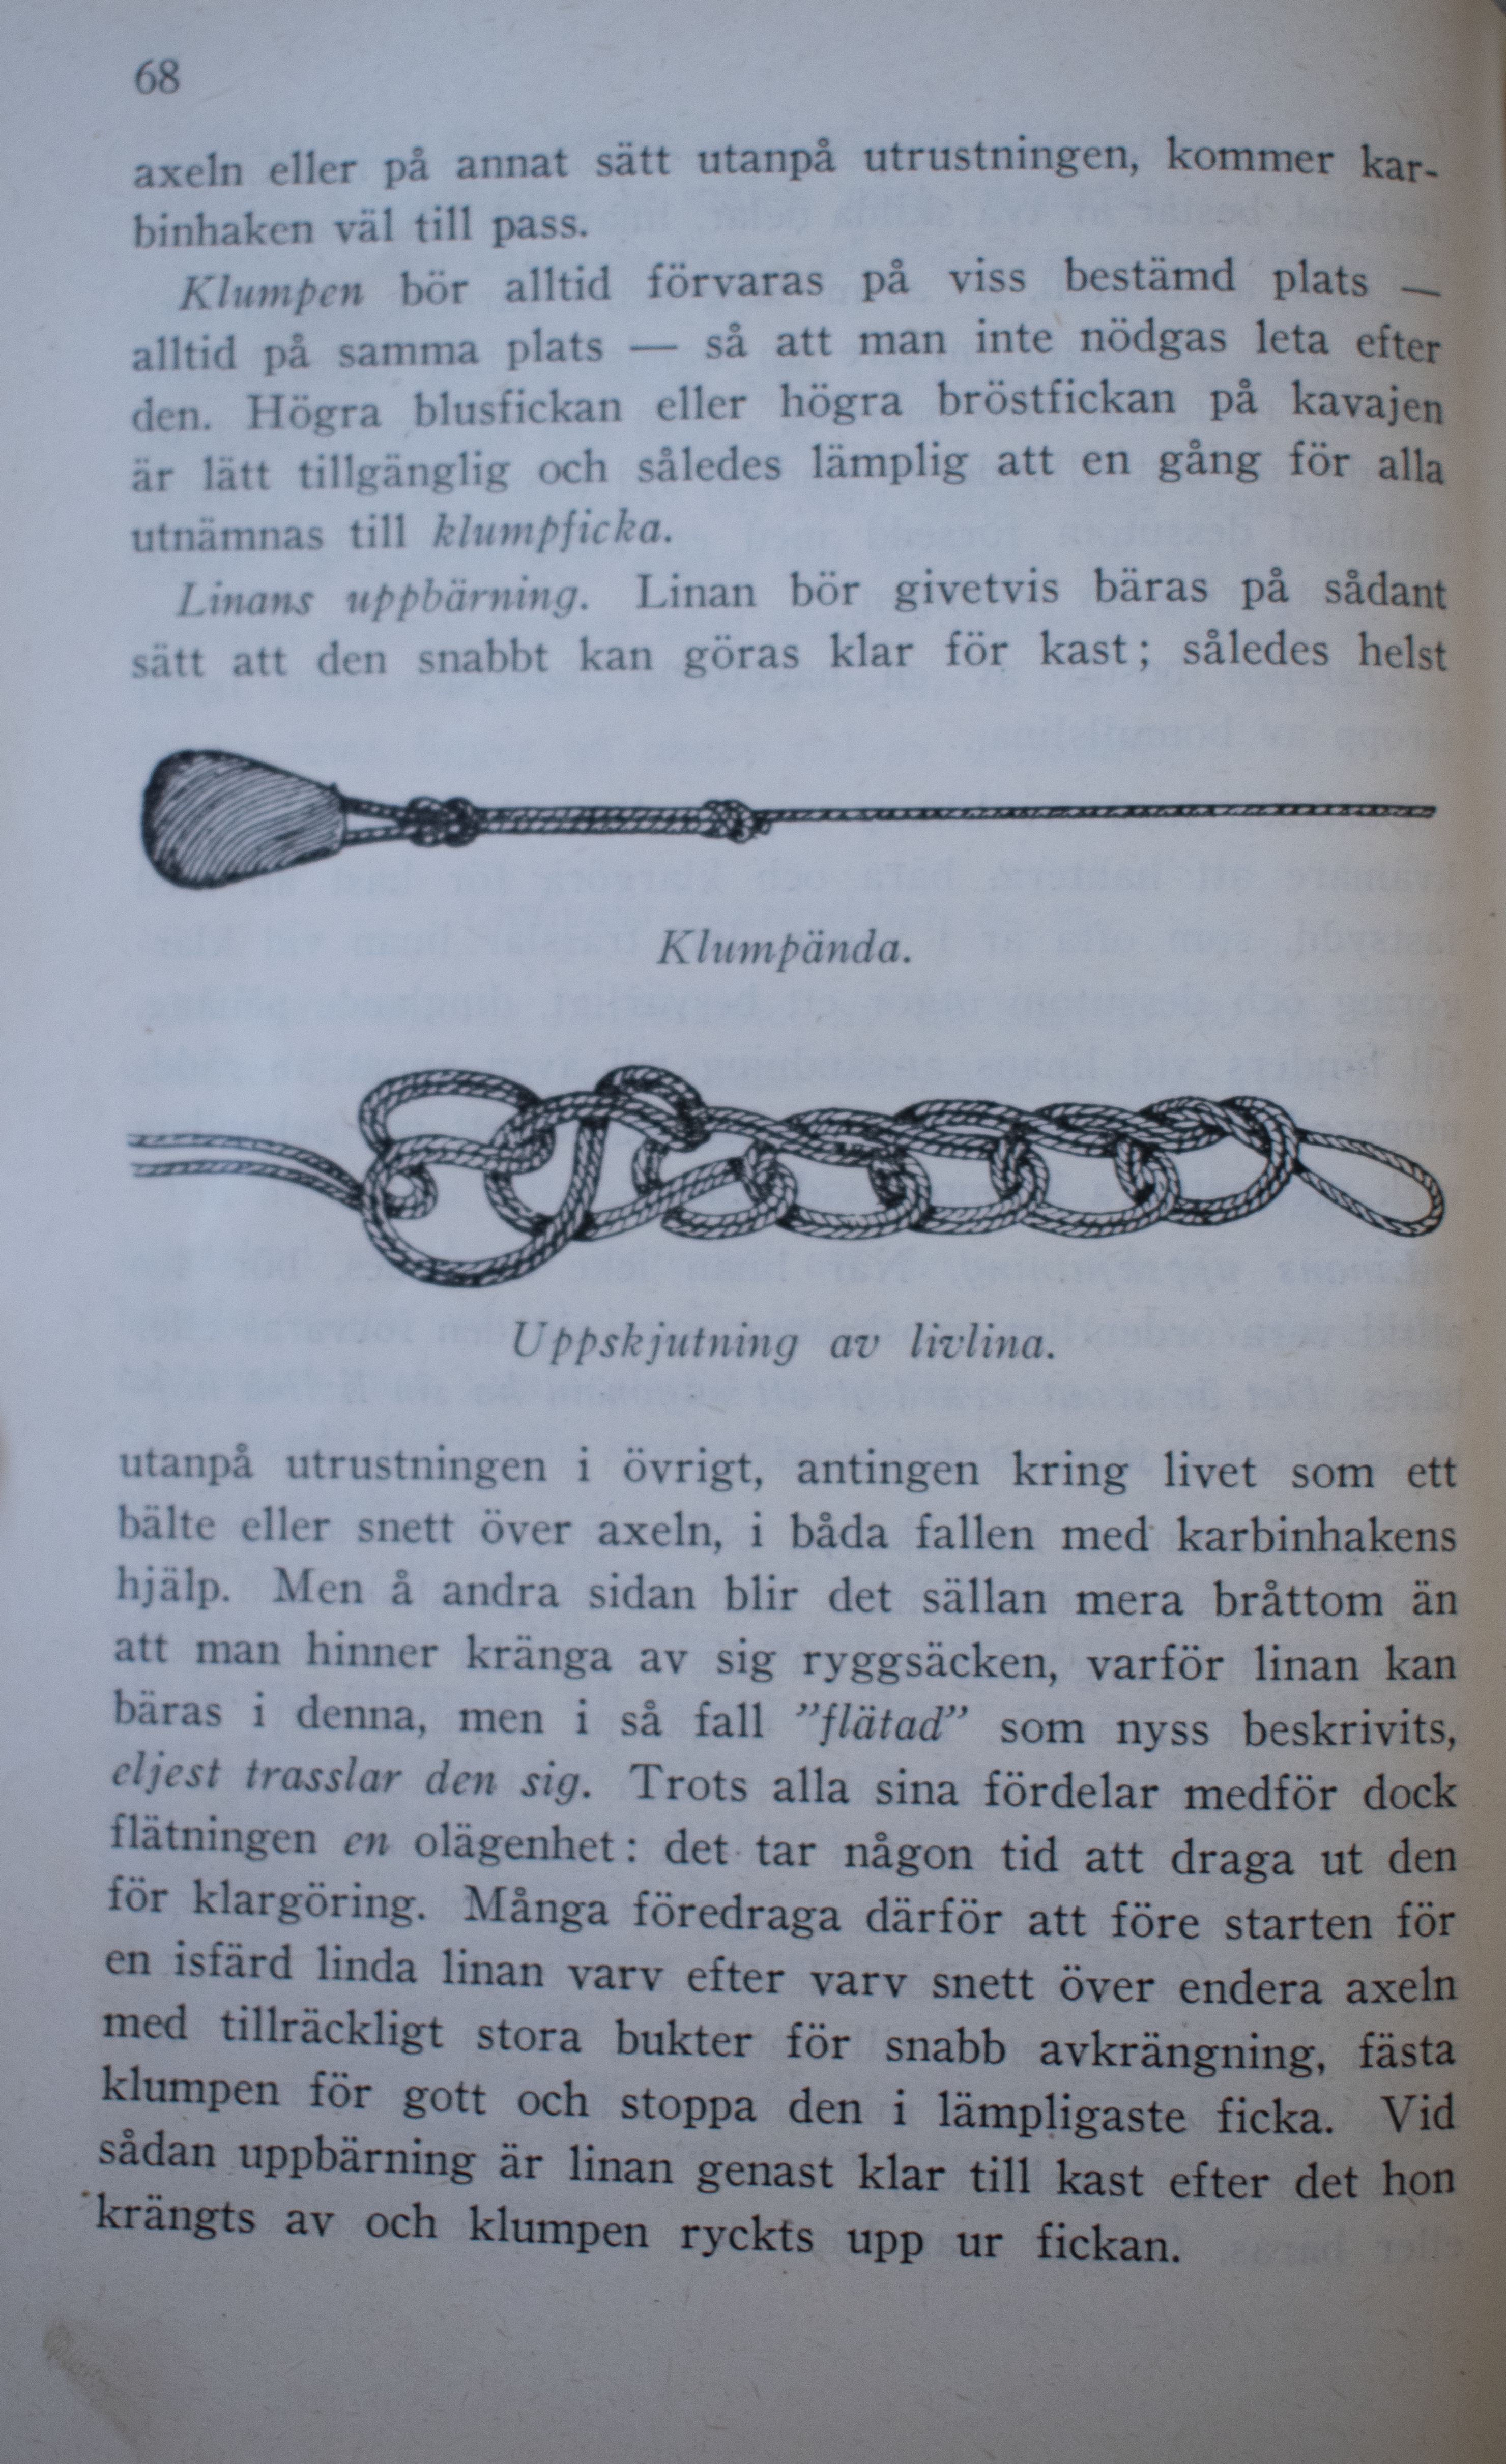 68
axeln eller på annat sätt utanpå utrustningen, kommer kar-
binhaken väl till pass.
Klumpen bör alltid förvaras på viss bestämd plats —
alltid på samma plats — så att man inte nödgas leta efter
den. Högra blusfickan eller högra bröstfickan på kavajen
är lätt tillgänglig och således lämplig att en gång för alla
utnämnas till klumpficka.
Linans uppbärning. Linan bör givetvis bäras på sådant
sätt att den snabbt kan göras klar för kast; således helst
Klumpända.
Uppskjutning av livlina.
utanpå utrustningen i övrigt, antingen kring livet som ett
bälte eller snett över axeln, i båda fallen med karbinhakens
hjälp. Men å andra sidan blir det sällan mera bråttom än
att man hinner kränga av sig ryggsäcken, varför linan kan
bäras i denna, men i så fall ”flätad” som nyss beskrivits,
eljest trasslar den sig. Trots alla sina fördelar medför dock
flätningen en olägenhet: det tar någon tid att draga ut den
för klargöring. Många föredraga därför att före starten för
en isfärd linda linan varv efter varv snett över endera axeln
med tillräckligt stora bukter för snabb avkrängning, fästa
klumpen för gott och stoppa den i lämpligaste ficka. Vid
sådan uppbärning är linan genast klar till kast efter det hon
krängts av och klumpen ryckts upp ur fickan.